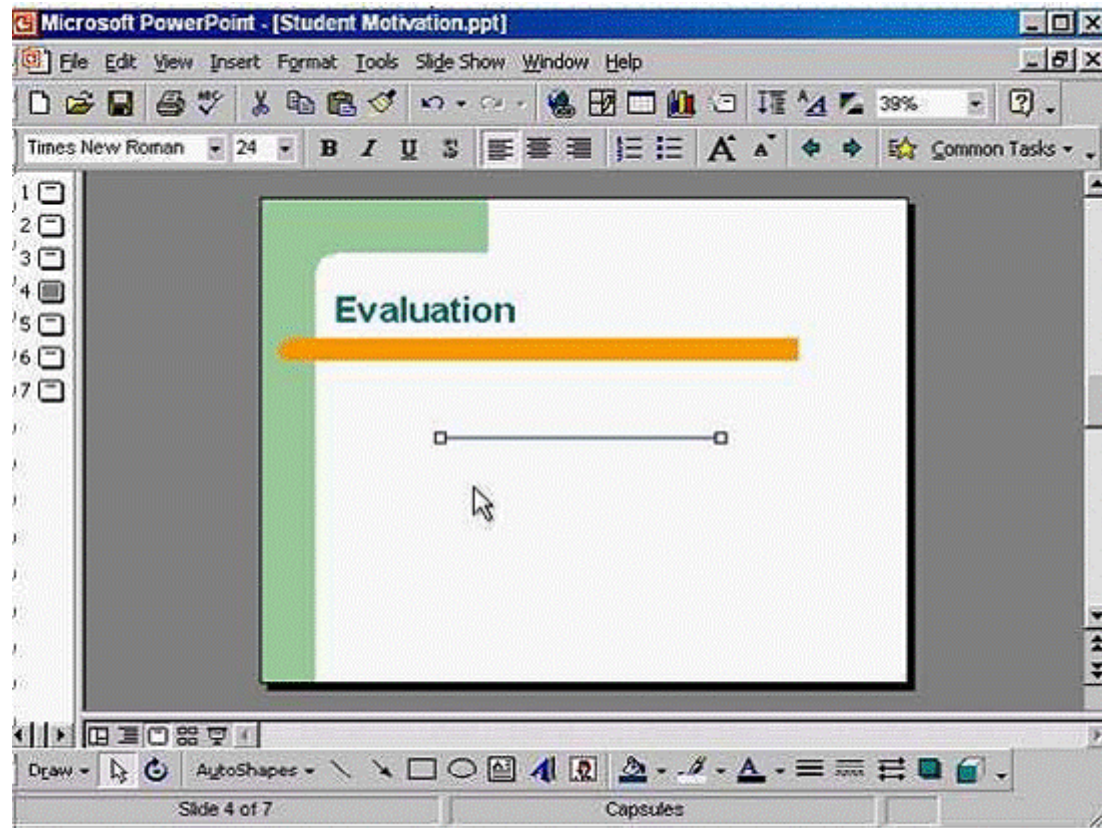 Microsoft PowerPoint - [Student Motivation.ppt]
File Edit View Insert Format Tools Slide Show Window Help
ABC A 39% ?
Times New Roman 24 B I U S A A Common Tasks
1
2
3
4
5
6
7
Evaluation
Draw AutoShapes A A
Slide 4 of 7 Capsules